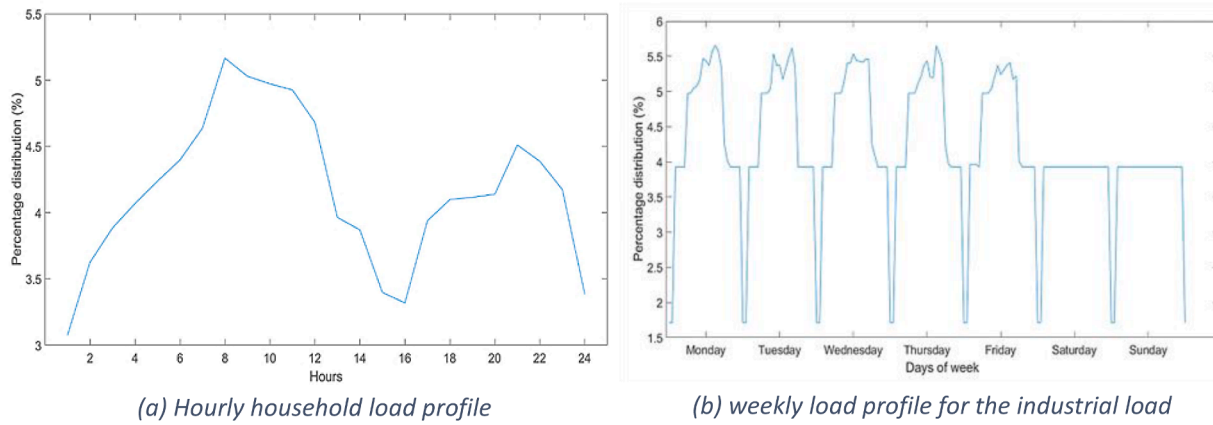 5.5
5
4.5
4
3.5
3
Percentage distribution (%)
2 4 6 8 10 12 14 16 18 20 22 24
Hours
(a) Hourly household load profile
6
5.5
5
4.5
4
3.5
3
2.5
2
1.5
Percentage distribution (%)
Monday Tuesday Wednesday Thursday Friday Saturday Sunday
Days of week
(b) weekly load profile for the industrial load